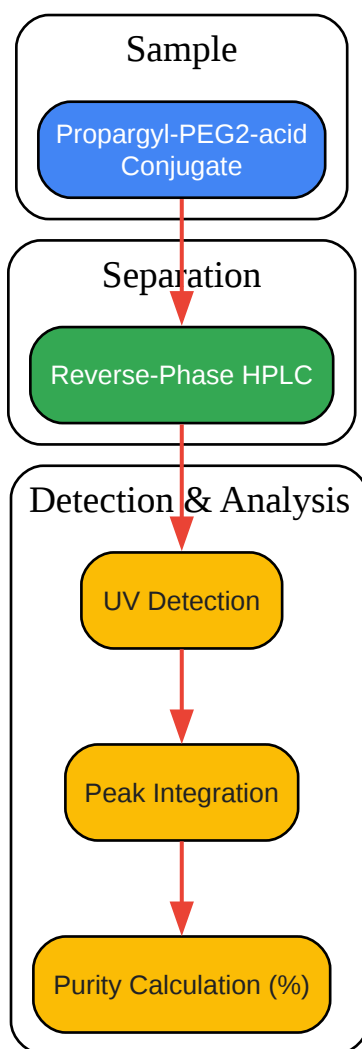 Sample
Propargyl-PEG2-acid
Conjugate
Separation
Reverse-Phase HPLC
Detection & Analysis
UV Detection
Peak Integration
Purity Calculation (%)